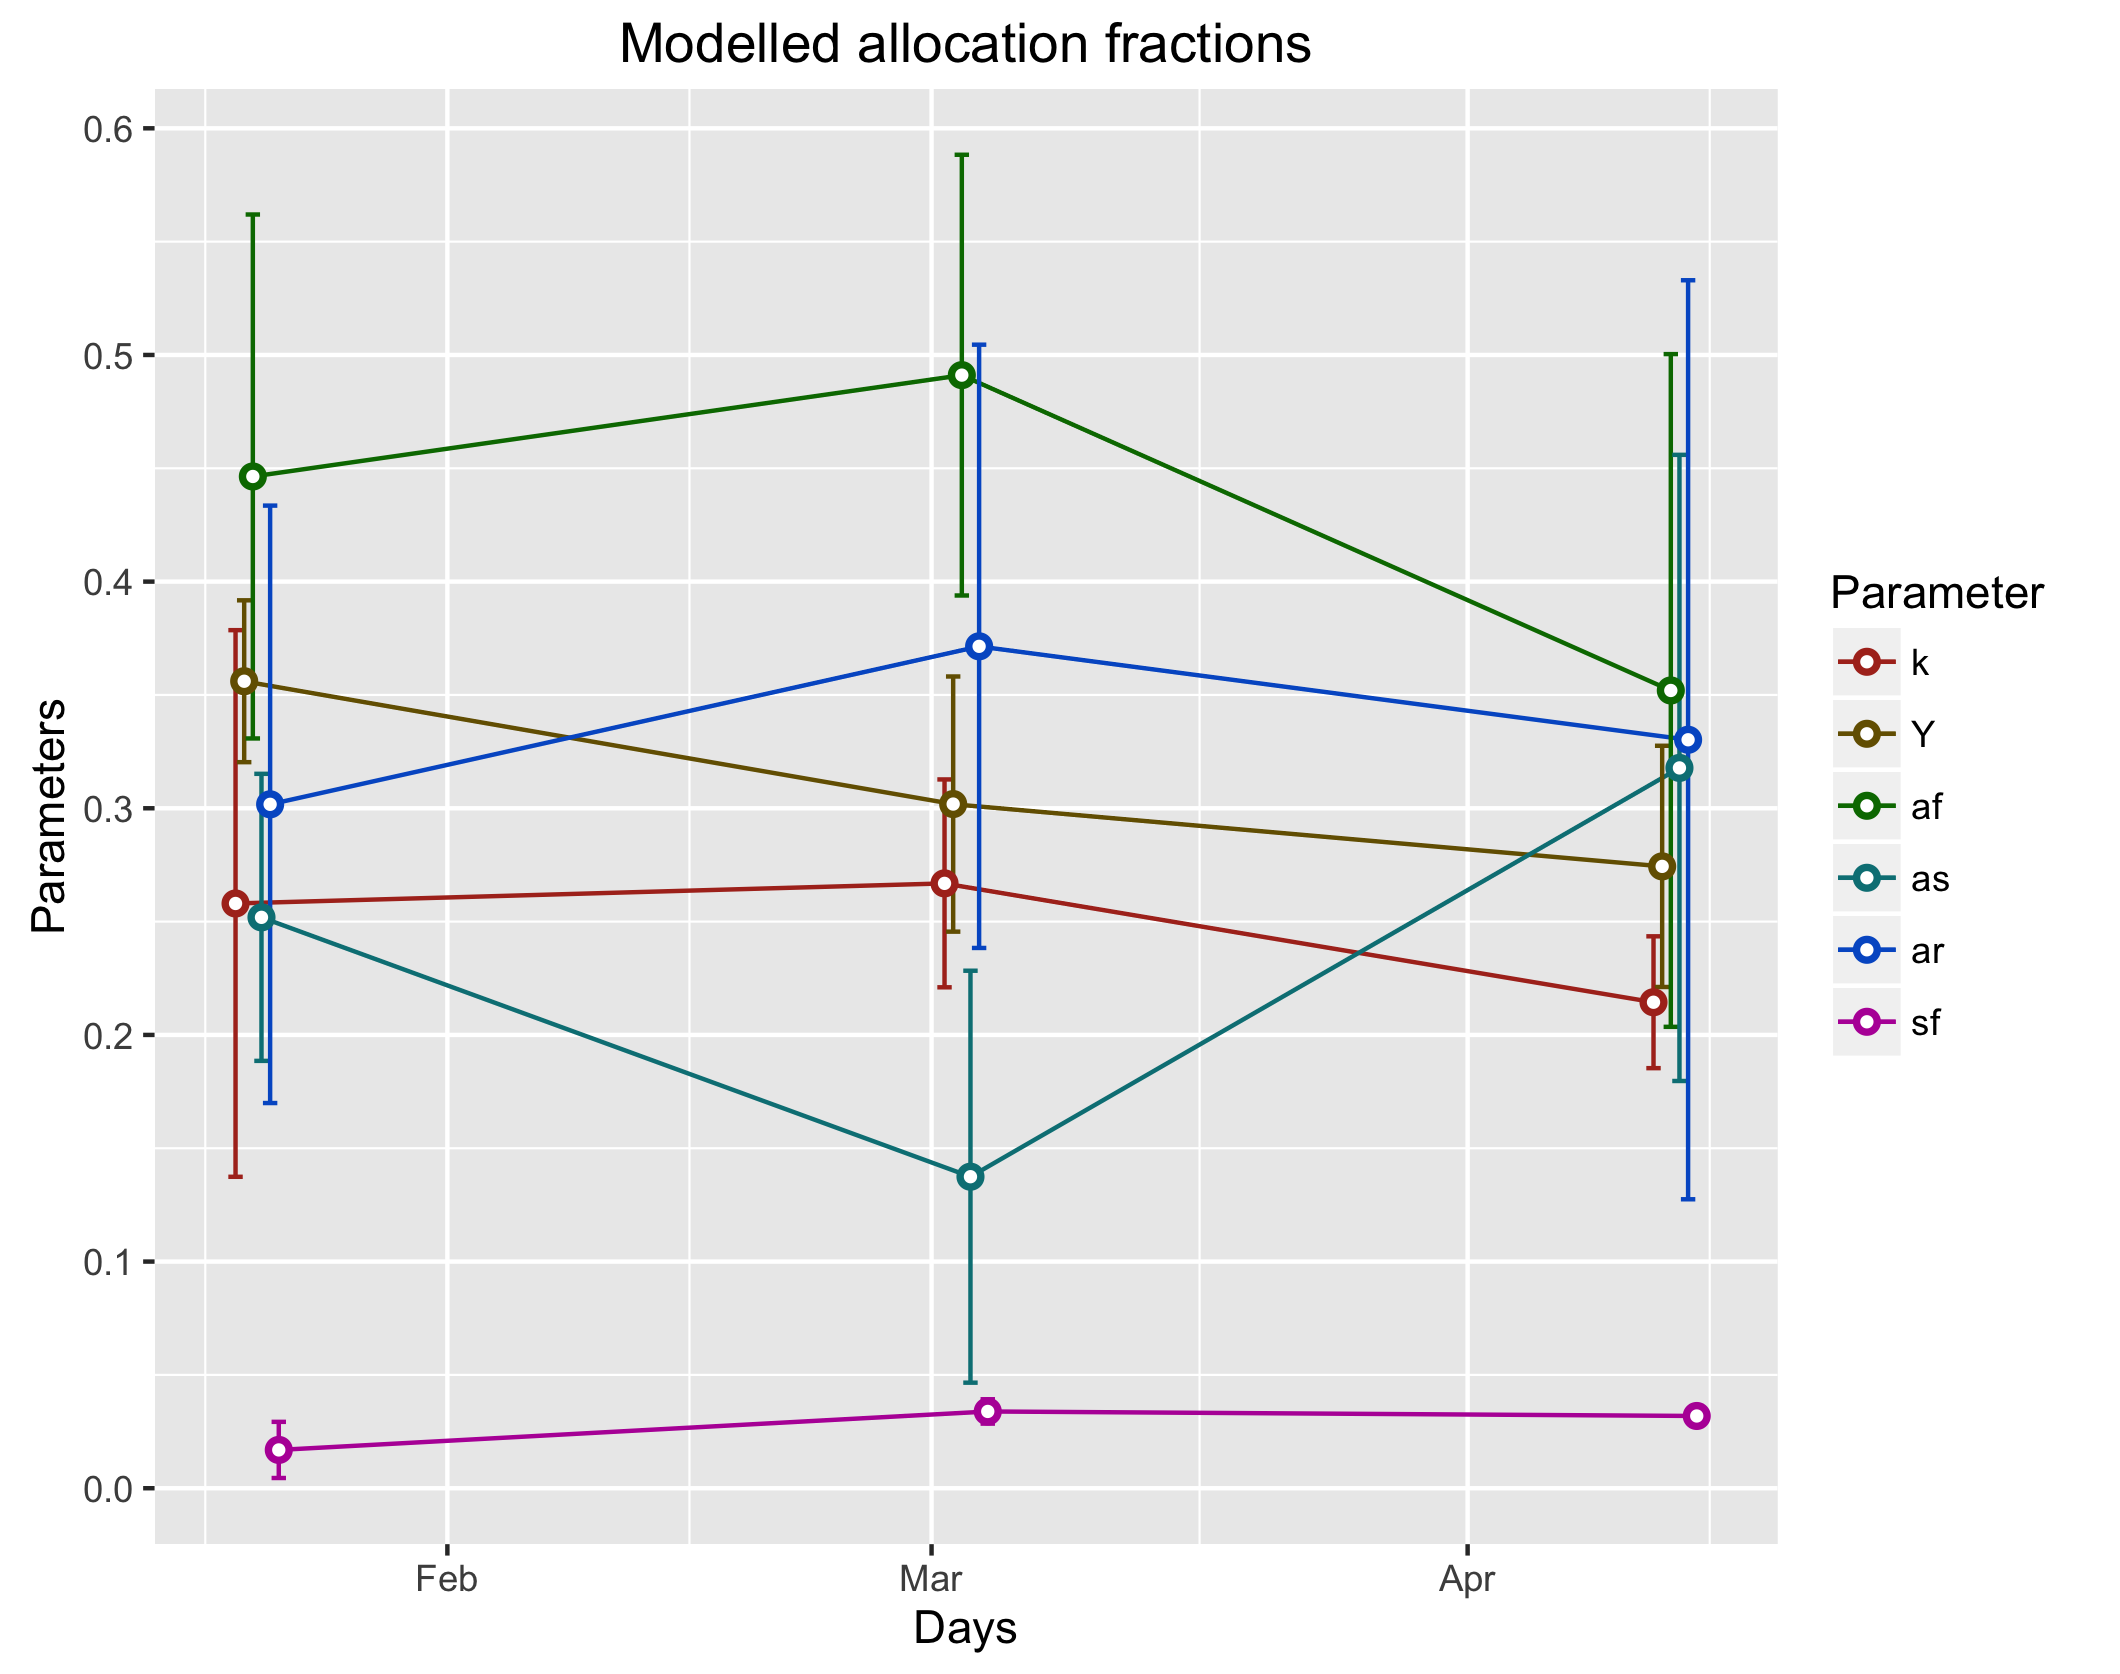 Modelled allocation fractions
0.6
0.5
0.4
0.3
0.2
0.1
0.0
Parameters
Feb Mar Apr
Days
Parameter
k
Y
af
as
ar
sf